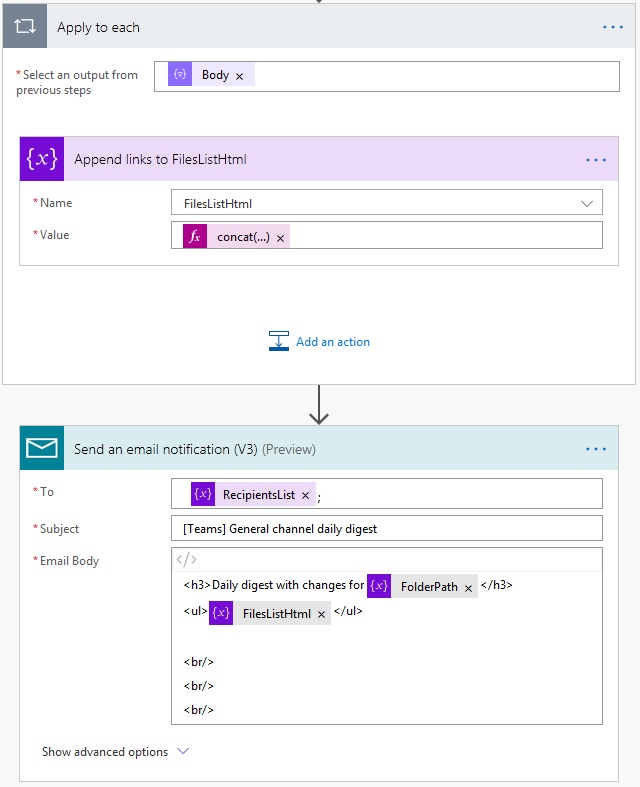 Apply to each
* Select an output from
previous steps
Body ×
{x} Append links to FilesListHtml
* Name FilesListHtml
* Value fx concat(...) ×
Add an action
Send an email notification (V3) (Preview)
* To {x} RecipientsList × ;
* Subject [Teams] General channel daily digest
* Email Body </>
<h3>Daily digest with changes for {x} FolderPath × </h3>
<ul> {x} FilesListHtml × </ul>
<br/>
<br/>
<br/>
Show advanced options